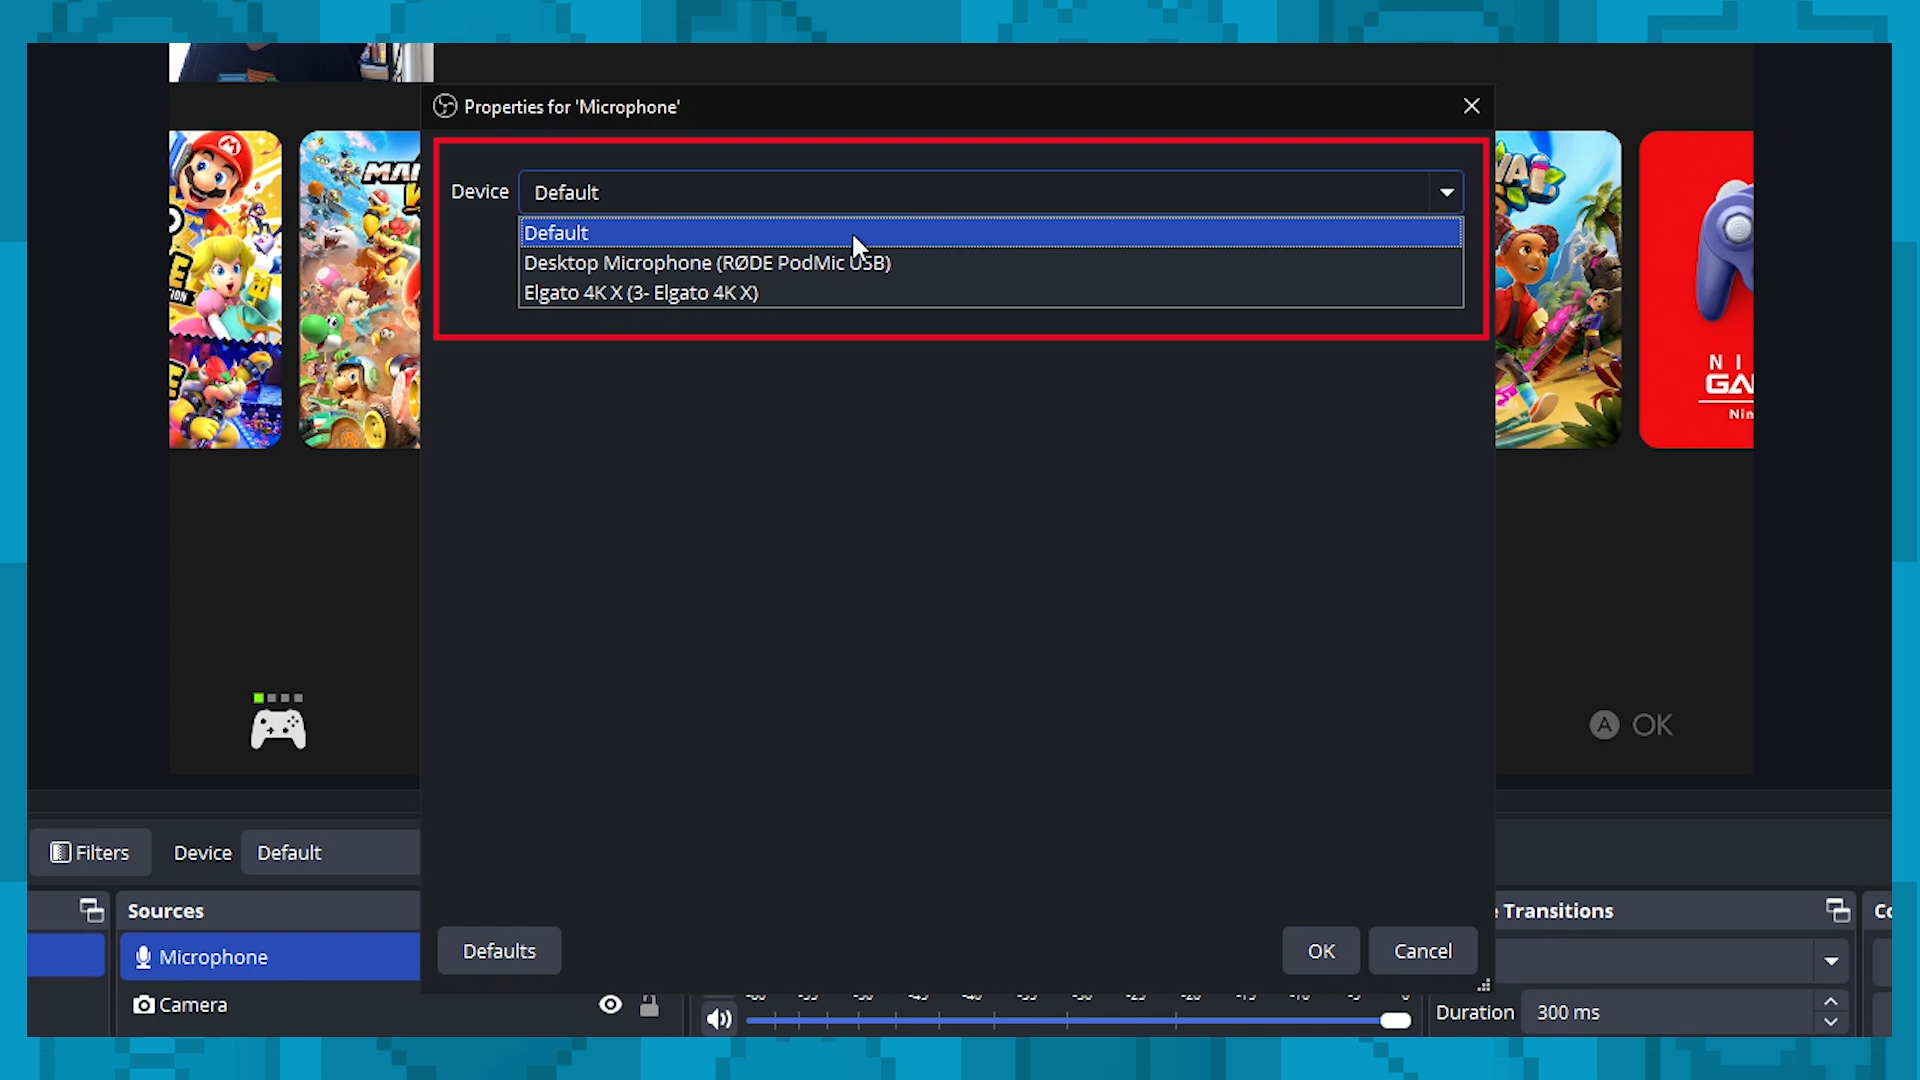 Properties for 'Microphone'
Device
Default
Default
Desktop Microphone (RØDE PodMic USB)
Elgato 4K X (3- Elgato 4K X)
A OK
Filters
Device
Default
Sources
Transitions
Microphone
Camera
Defaults
OK
Cancel
Duration
300 ms